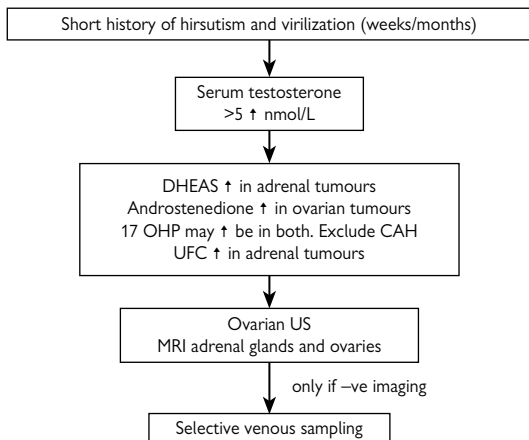 Short history of hirsutism and virilization (weeks/months)
Serum testosterone
>5 ↑ nmol/L
DHEAS ↑ in adrenal tumours
Androstenedione ↑ in ovarian tumours
17 OHP may ↑ be in both. Exclude CAH
UFC ↑ in adrenal tumours
Ovarian US
MRI adrenal glands and ovaries
only if –ve imaging
Selective venous sampling